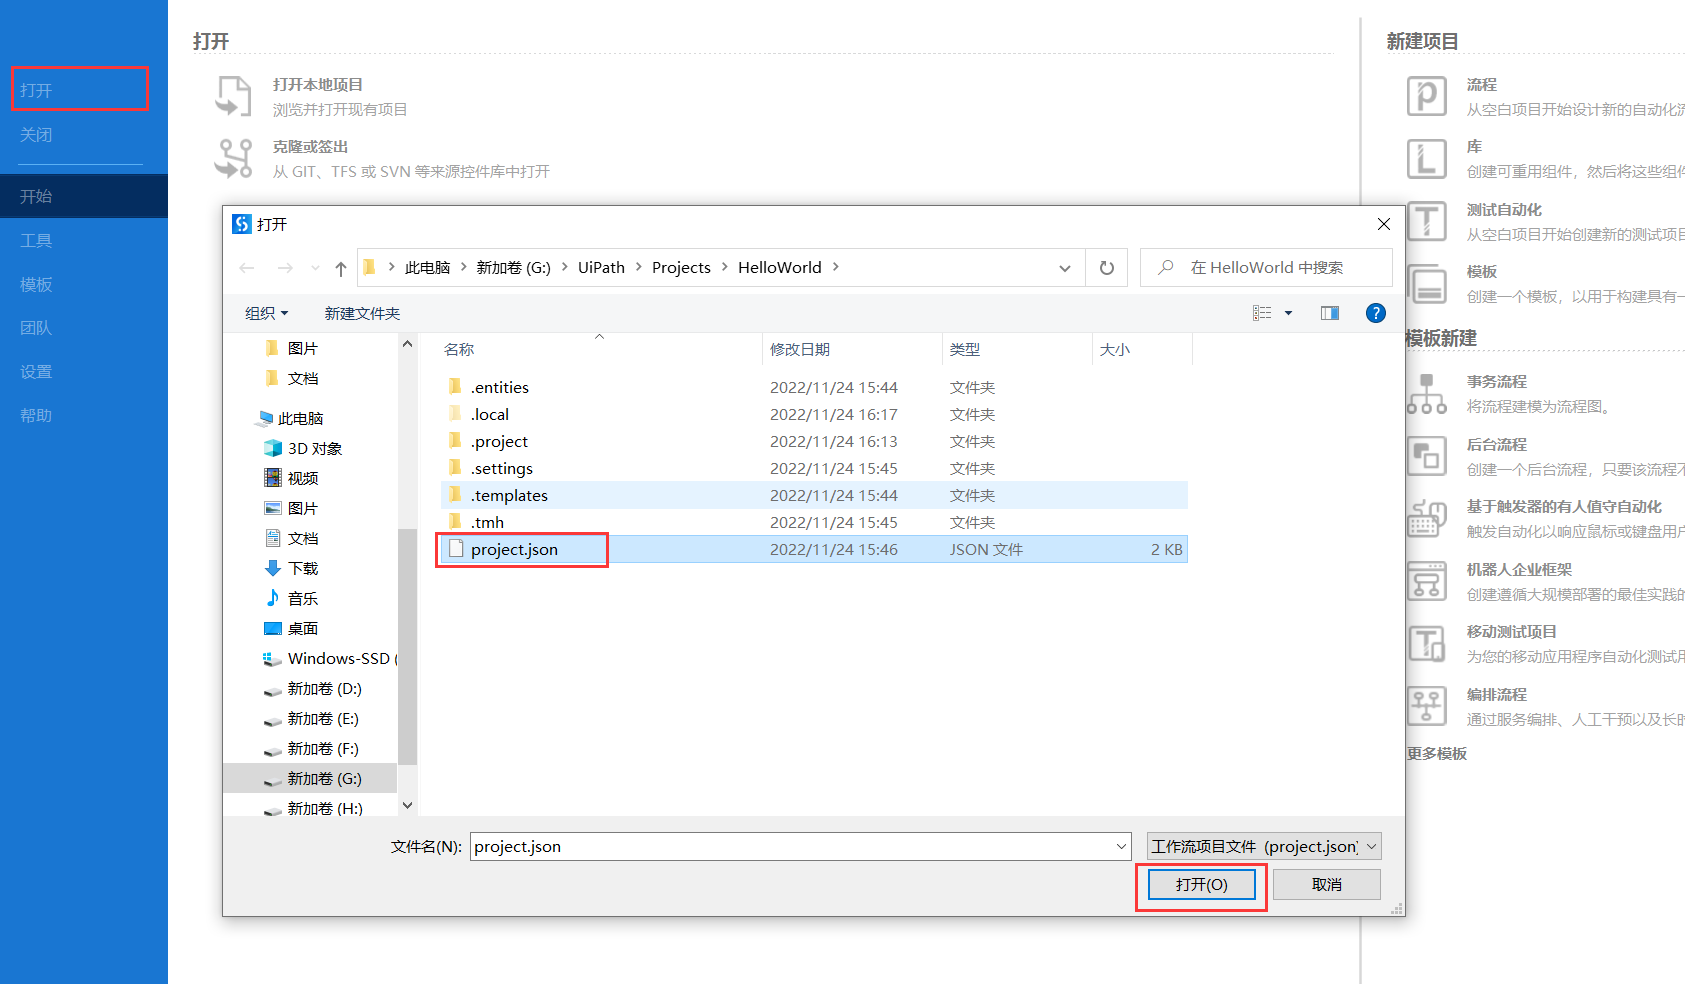 打开
关闭
开始
工具
模板
团队
设置
帮助
打开
打开本地项目
浏览并打开现有项目
克隆或签出
从 GIT、TFS 或 SVN 等来源控件库中打开
新建项目
流程
从空白项目开始设计新的自动化流
库
创建可重用组件，然后将这些组件
测试自动化
从空白项目开始创建新的测试项目
模板
创建一个模板，以用于构建具有一
模板新建
事务流程
将流程建模为流程图。
后台流程
创建一个后台流程，只要该流程不
基于触发器的有人值守自动化
触发自动化以响应鼠标或键盘用户
机器人企业框架
创建遵循大规模部署的最佳实践的
移动测试项目
为您的移动应用程序自动化测试用
编排流程
通过服务编排、人工干预以及长时
更多模板
打开
此电脑 > 新加卷 (G:) > UiPath > Projects > HelloWorld >
在 HelloWorld 中搜索
组织 新建文件夹
图片
文档
此电脑
3D 对象
视频
图片
文档
下载
音乐
桌面
Windows-SSD (
新加卷 (D:)
新加卷 (E:)
新加卷 (F:)
新加卷 (G:)
新加卷 (H:)
名称 修改日期 类型 大小
.entities 2022/11/24 15:44 文件夹
.local 2022/11/24 16:17 文件夹
.project 2022/11/24 16:13 文件夹
.settings 2022/11/24 15:45 文件夹
.templates 2022/11/24 15:44 文件夹
.tmh 2022/11/24 15:45 文件夹
project.json 2022/11/24 15:46 JSON 文件 2 KB
文件名(N): project.json 工作流项目文件 (project.json)
打开(O) 取消